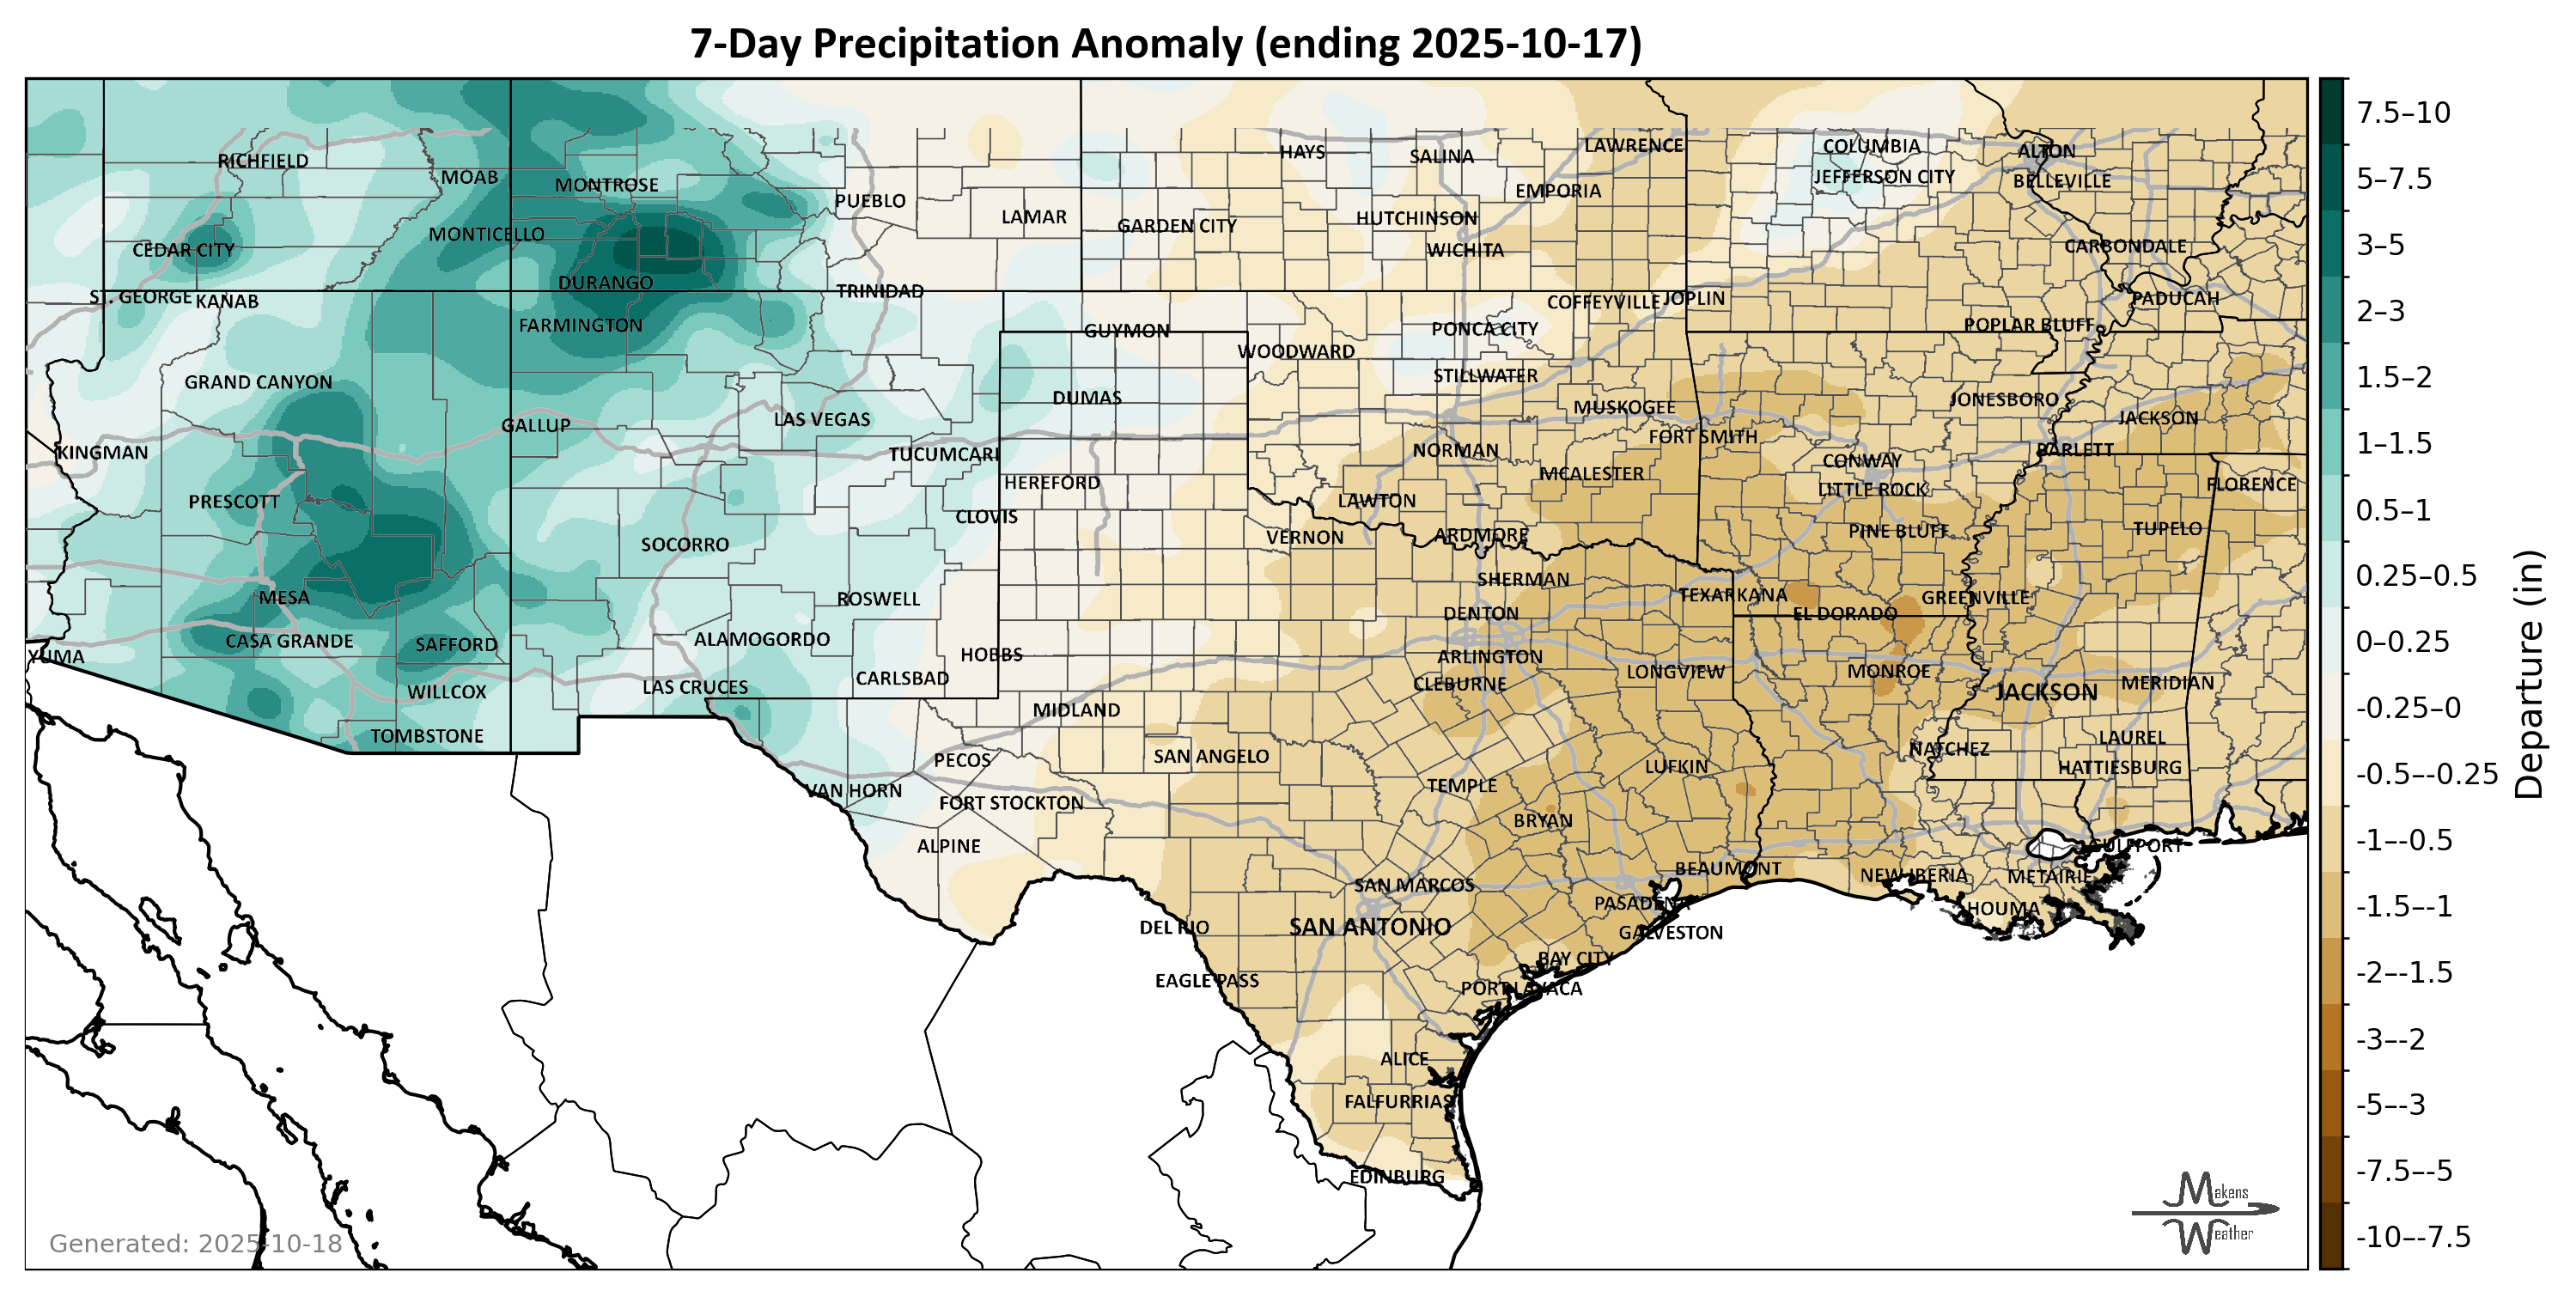 7-Day Precipitation Anomaly (ending 2025-10-17)
RICHFIELD
MOAB
MONTROSE
PUEBLO
LAMAR
HAYS
SALINA
LAWRENCE
EMPORIA
COLUMBIA
JEFFERSON CITY
ALTON
BELLEVILLE
CEDAR CITY
MONTICELLO
GARDEN CITY
HUTCHINSON
WICHITA
CARBONDALE
DURANGO
ST. GEORGE
KANAB
TRINIDAD
COFFEYVILLE
JOPLIN
PADUCAH
FARMINGTON
GUYMON
PONCA CITY
POPLAR BLUFF
WOODWARD
STILLWATER
GRAND CANYON
DUMAS
MUSKOGEE
JONESBORO
JACKSON
GALLUP
LAS VEGAS
FORT SMITH
KINGMAN
TUCUMCARI
NORMAN
BARLETT
CONWAY
PRESCOTT
HEREFORD
MCALESTER
LITTLE ROCK
FLORENCE
CLOVIS
LAWTON
PINE BLUFF
TUPELO
SOCORRO
VERNON
ARDMORE
SHERMAN
MESA
ROSWELL
TEXARKANA
GREENVILLE
DENTON
EL DORADO
CASA GRANDE
SAFFORD
ALAMOGORDO
YUMA
HOBBS
ARLINGTON
LONGVIEW
MONROE
CARLSBAD
CLEBURNE
MERIDIAN
WILLCOX
LAS CRUCES
JACKSON
MIDLAND
TOMBSTONE
LAUREL
NATCHEZ
PECOS
SAN ANGELO
LUFKIN
HATTIESBURG
VAN HORN
FORT STOCKTON
TEMPLE
BRYAN
ALPINE
GULFPORT
BEAUMONT
SAN MARCOS
NEW IBERIA
METAIRIE
PASADENA
HOUMA
DEL RIO
SAN ANTONIO
GALVESTON
BAY CITY
EAGLE PASS
PORT LAVACA
ALICE
FALFURRIAS
EDINBURG
Generated: 2025-10-18
Makens
Weather
7.5–10
5–7.5
3–5
2–3
1.5–2
1–1.5
0.5–1
0.25–0.5
0–0.25
-0.25–0
-0.5–-0.25
-1–-0.5
-1.5–-1
-2–-1.5
-3–-2
-5–-3
-7.5–-5
-10–-7.5
Departure (in)